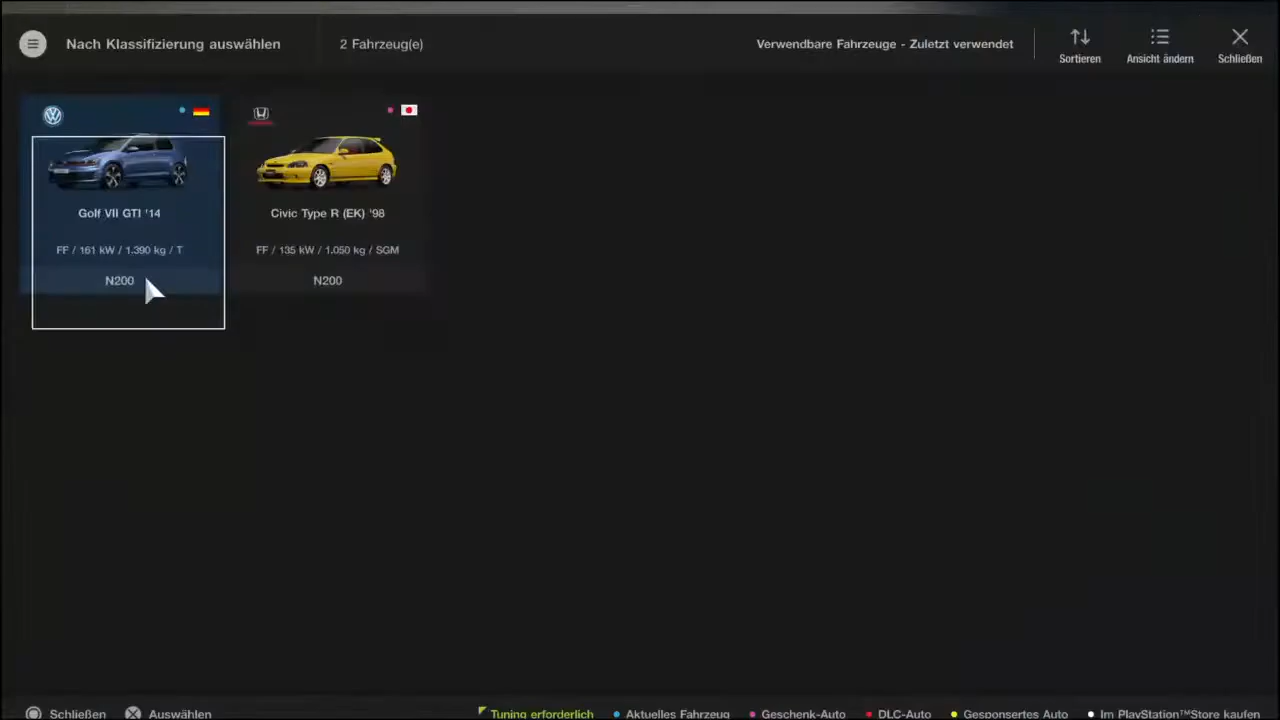 Nach Klassifizierung auswählen
2 Fahrzeug(e)
Verwendbare Fahrzeuge - Zuletzt verwendet
Sortieren
Ansicht ändern
Schließen
Golf VII GTI '14
FF / 161 kW / 1.390 kg / T
N200
Civic Type R (EK) '98
FF / 135 kW / 1.050 kg / SGM
N200
Schließen
Auswählen
Tuning erforderlich
Aktuelles Fahrzeug
Geschenk-Auto
DLC-Auto
Gesponsertes Auto
Im PlayStation™Store kaufen